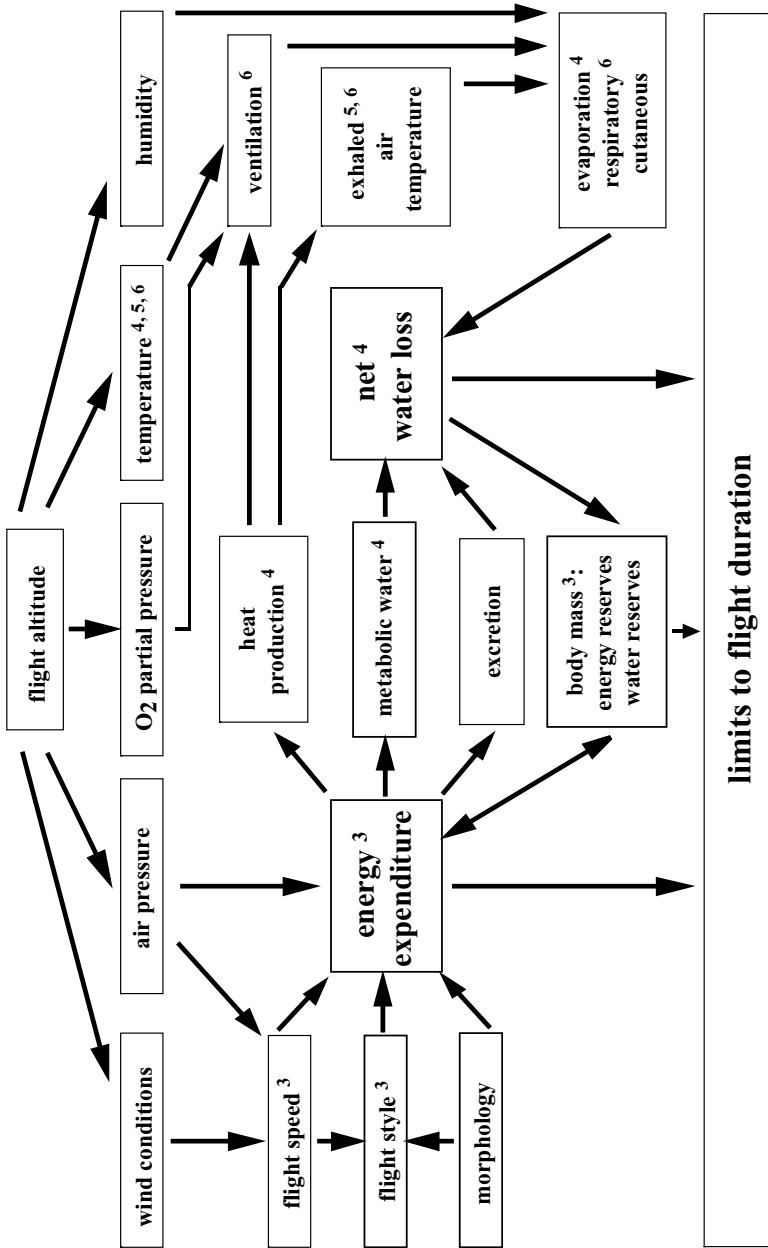 flight altitude
wind conditions
air pressure
O2 partial pressure
temperature 4, 5, 6
humidity
flight speed 3
flight style 3
morphology
energy 3
expenditure
heat
production 4
metabolic water 4
excretion
body mass 3:
energy reserves
water reserves
net 4
water loss
ventilation 6
exhaled 5, 6
air
temperature
evaporation 4
respiratory 6
cutaneous
limits to flight duration